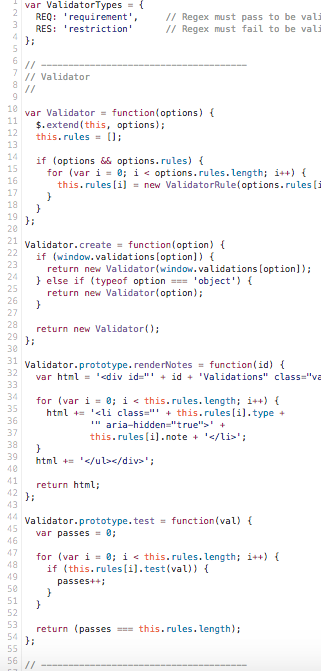 1 var ValidatorTypes = {
2 REQ: 'requirement', // Regex must pass to be vali
3 RES: 'restriction' // Regex must fail to be vali
4 };
5
6 // ------------------------------------
7 // Validator
8 //
9
10 var Validator = function(options) {
11 $.extend(this, options);
12 this.rules = [];
13
14 if (options && options.rules) {
15 for (var i = 0; i < options.rules.length; i++) {
16 this.rules[i] = new ValidatorRule(options.rules[i
17 }
18 }
19 };
20
21 Validator.create = function(option) {
22 if (window.validations[option]) {
23 return new Validator(window.validations[option]);
24 } else if (typeof option === 'object') {
25 return new Validator(option);
26 }
27
28 return new Validator();
29 };
30
31 Validator.prototype.renderNotes = function(id) {
32 var html = '<div id="' + id + 'Validations" class="va
33
34 for (var i = 0; i < this.rules.length; i++) {
35 html += '<li class="' + this.rules[i].type +
36 '" aria-hidden="true">' +
37 this.rules[i].note + '</li>';
38 }
39 html += '</ul></div>';
40
41 return html;
42 };
43
44 Validator.prototype.test = function(val) {
45 var passes = 0;
46
47 for (var i = 0; i < this.rules.length; i++) {
48 if (this.rules[i].test(val)) {
49 passes++;
50 }
51 }
52
53 return (passes === this.rules.length);
54 };
55
56 // ------------------------------------